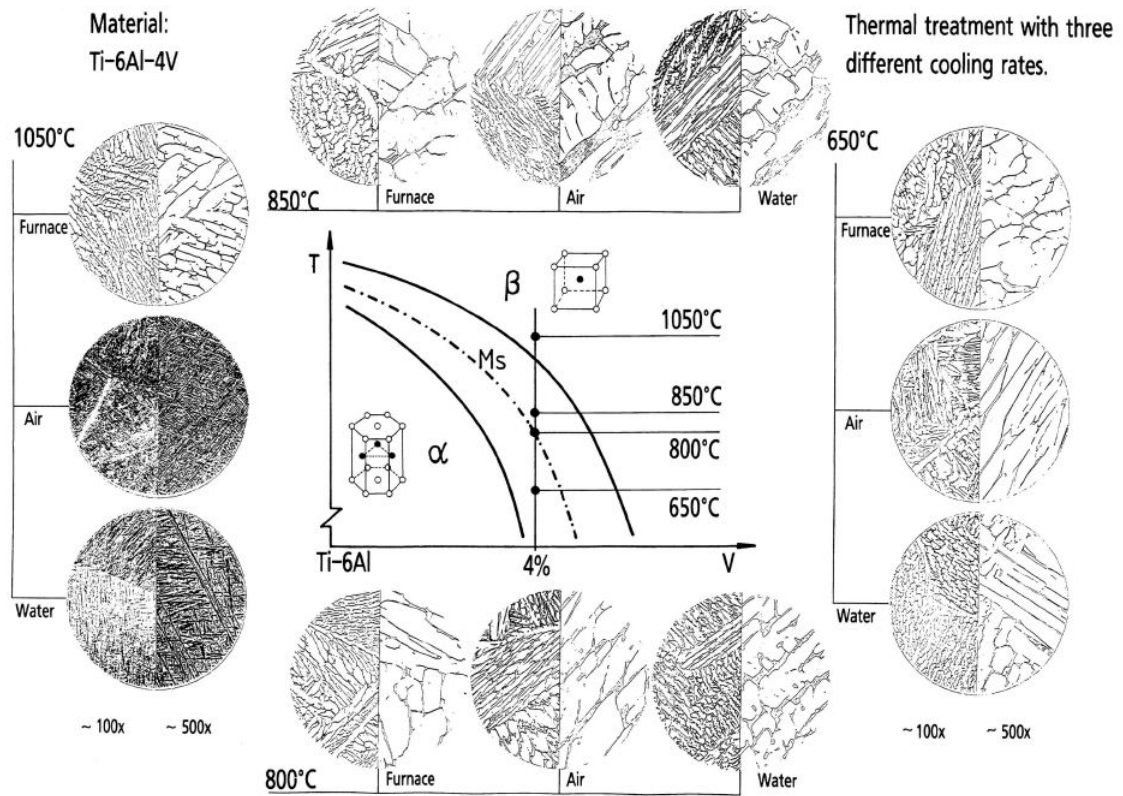 Material:
Ti-6Al-4V
Thermal treatment with three
different cooling rates.
1050°C
Furnace
Air
Water
~ 100x
~ 500x
850°C
Furnace
Air
Water
T
β
Ms
α
1050°C
850°C
800°C
650°C
Ti-6Al
4%
V
800°C
Furnace
Air
Water
650°C
Furnace
Air
Water
~ 100x
~ 500x